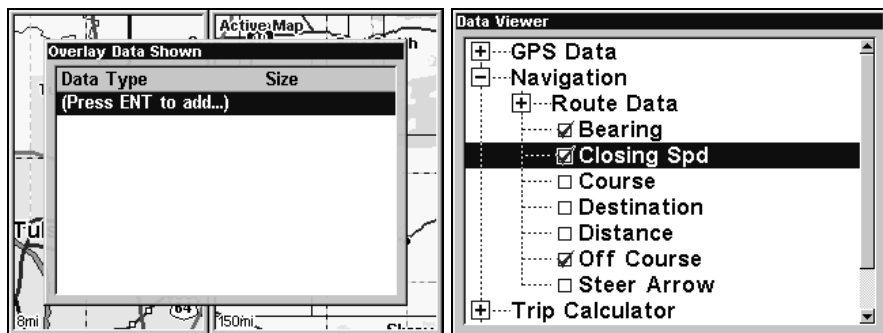 Active Map
Overlay Data Shown
Data Type Size
(Press ENT to add...)
64
8mi
150mi
Data Viewer
GPS Data
Navigation
Route Data
Bearing
Closing Spd
Course
Destination
Distance
Off Course
Steer Arrow
Trip Calculator